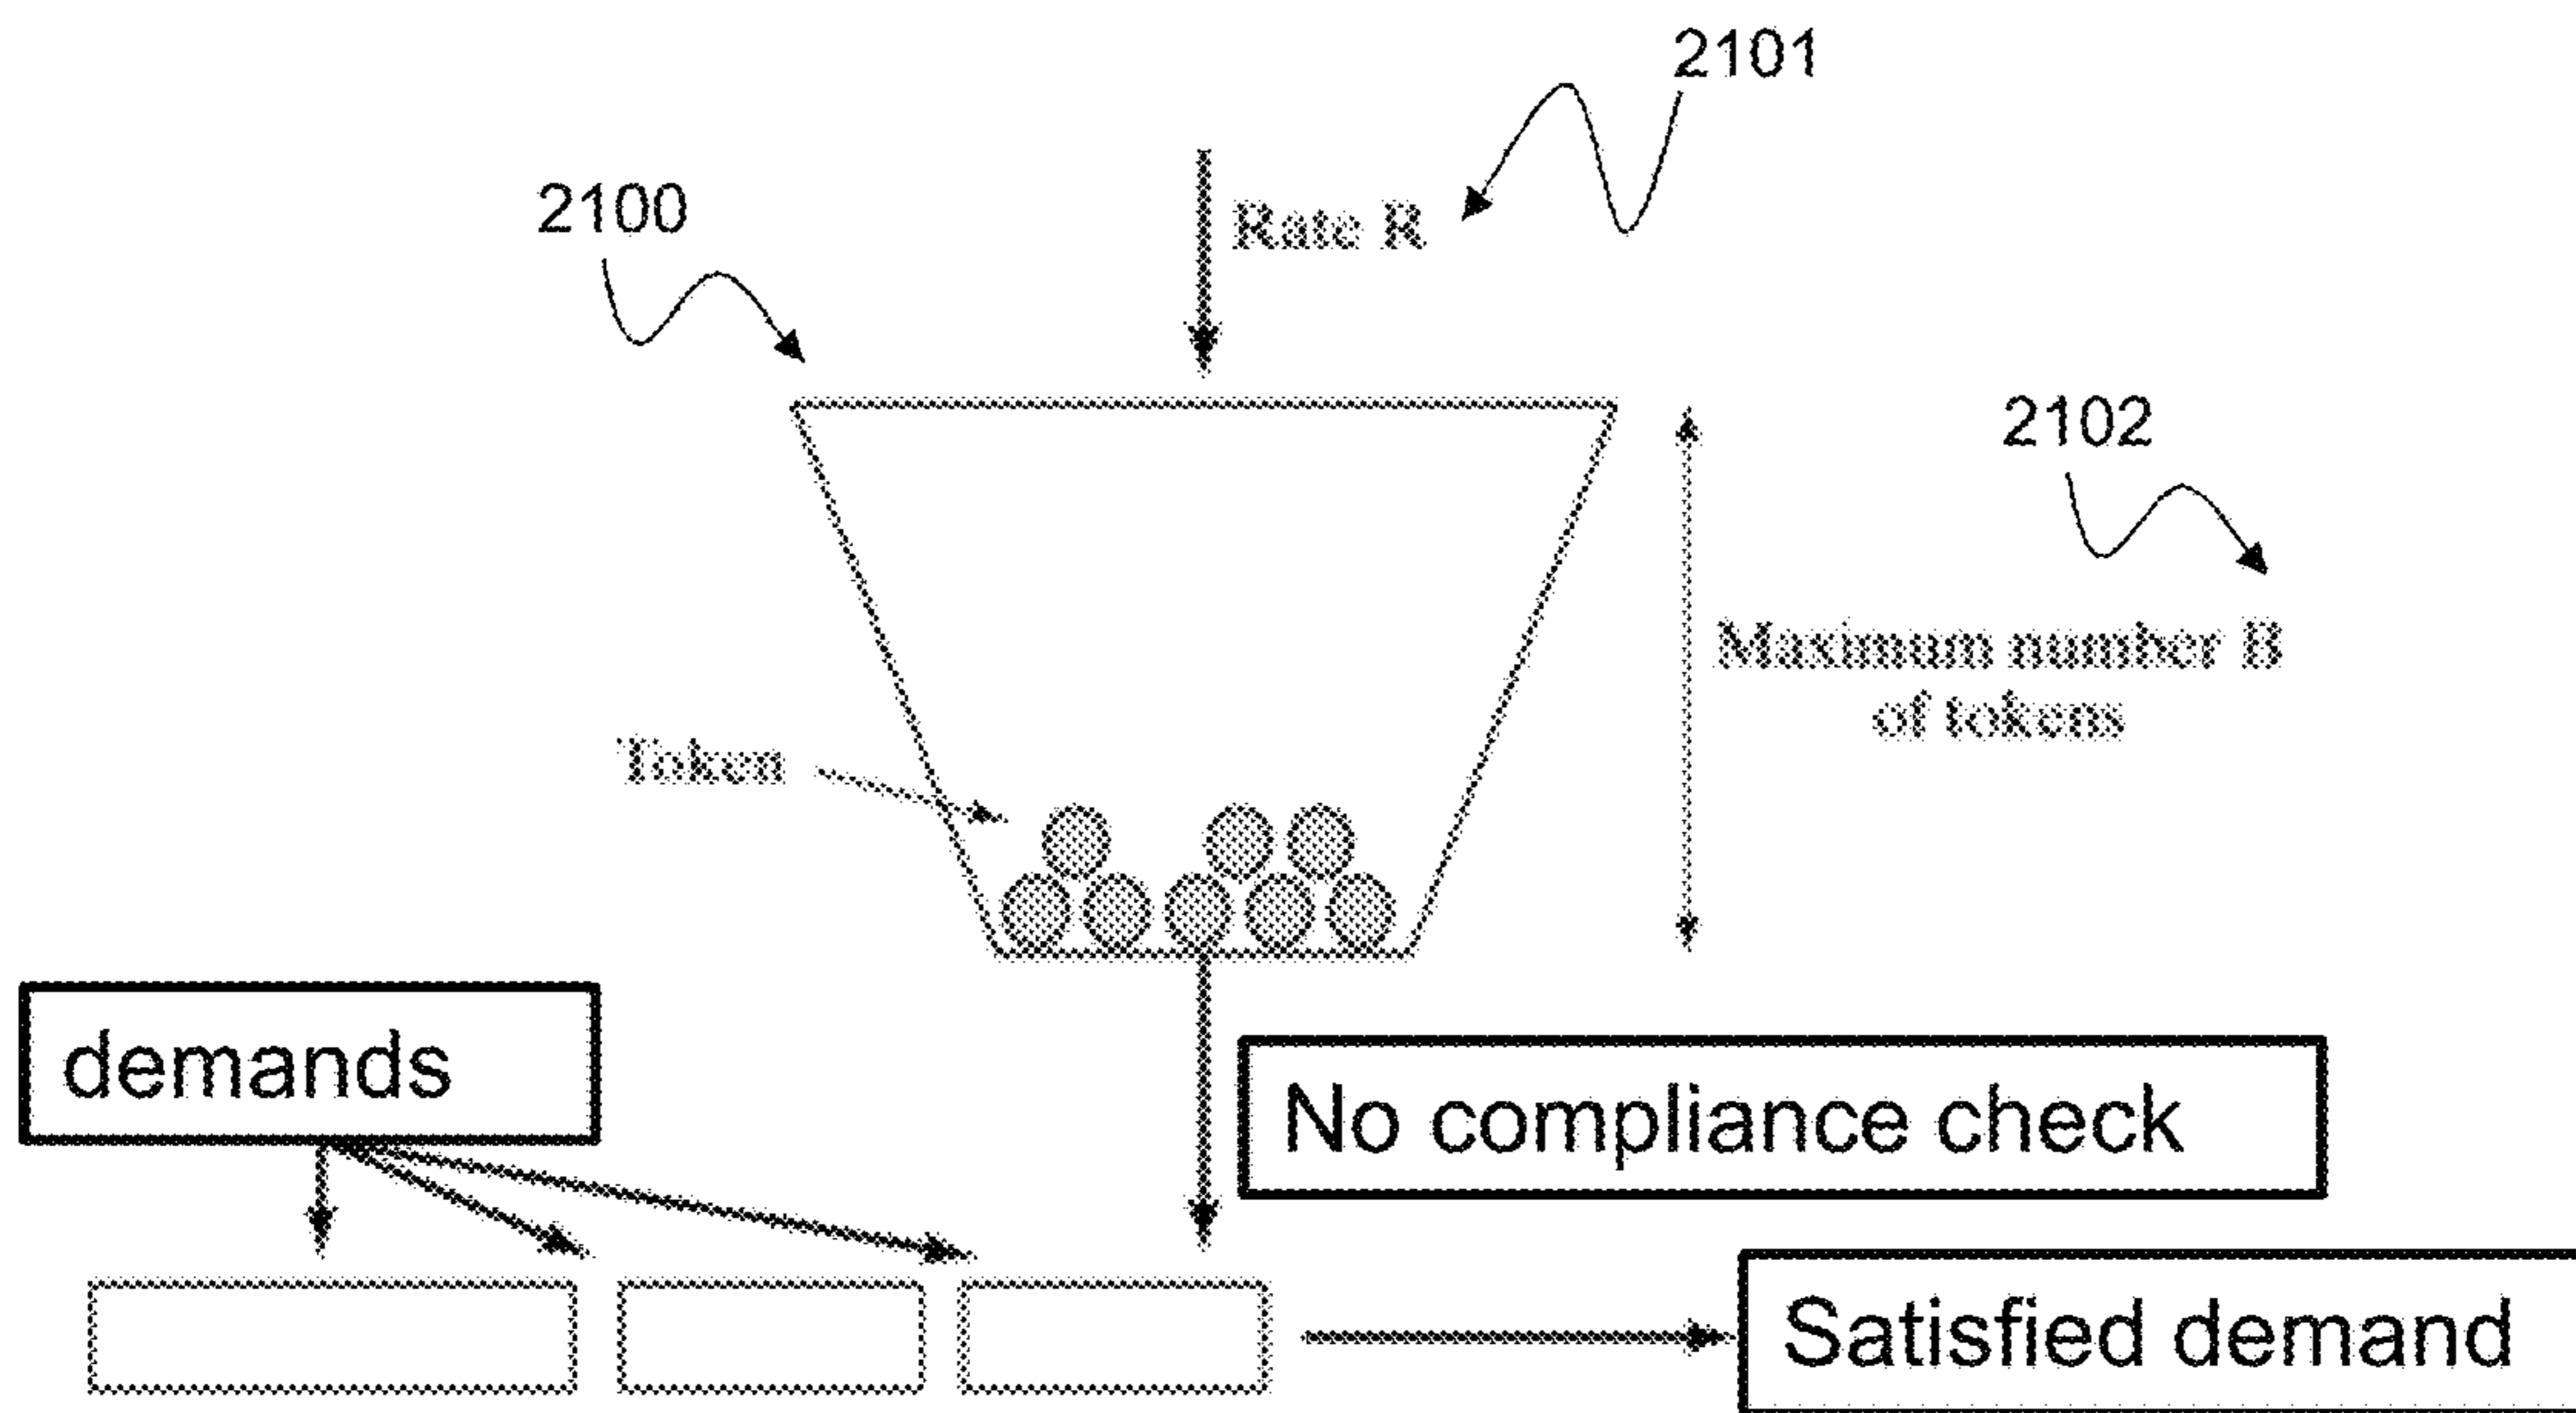 2101
2100
Rate R
2102
Maximum number B
of tokens
Token
demands
No compliance check
Satisfied demand